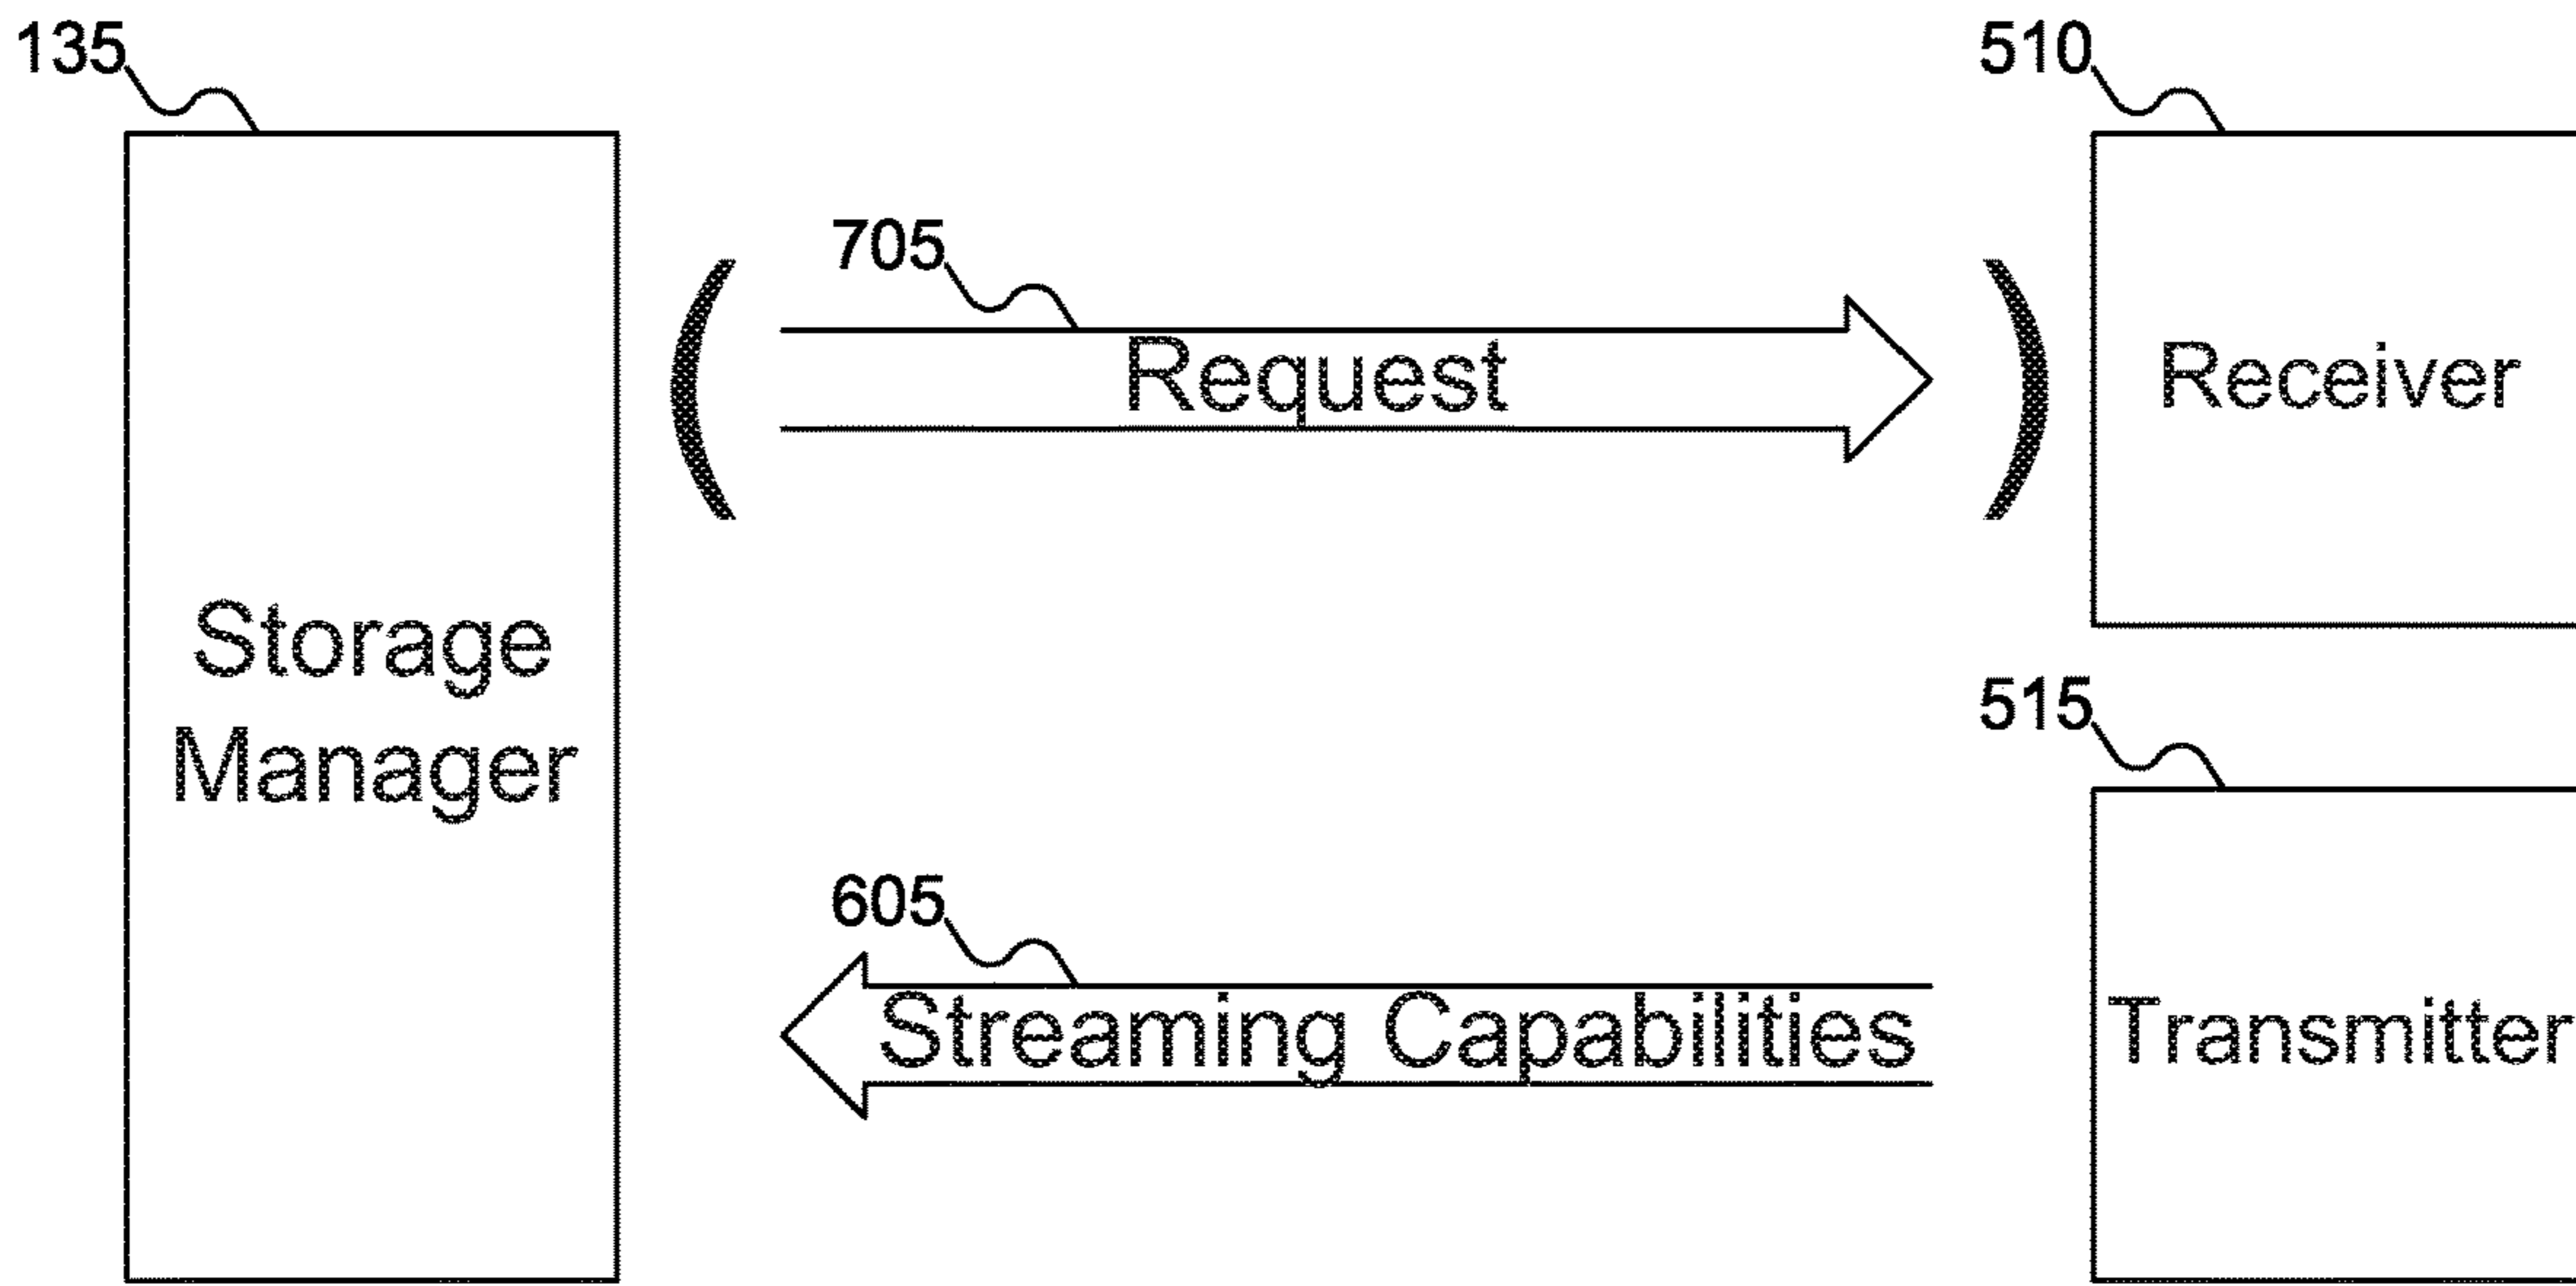 135
510
705
Request
Receiver
Storage
Manager
515
605
Streaming Capabilities
Transmitter